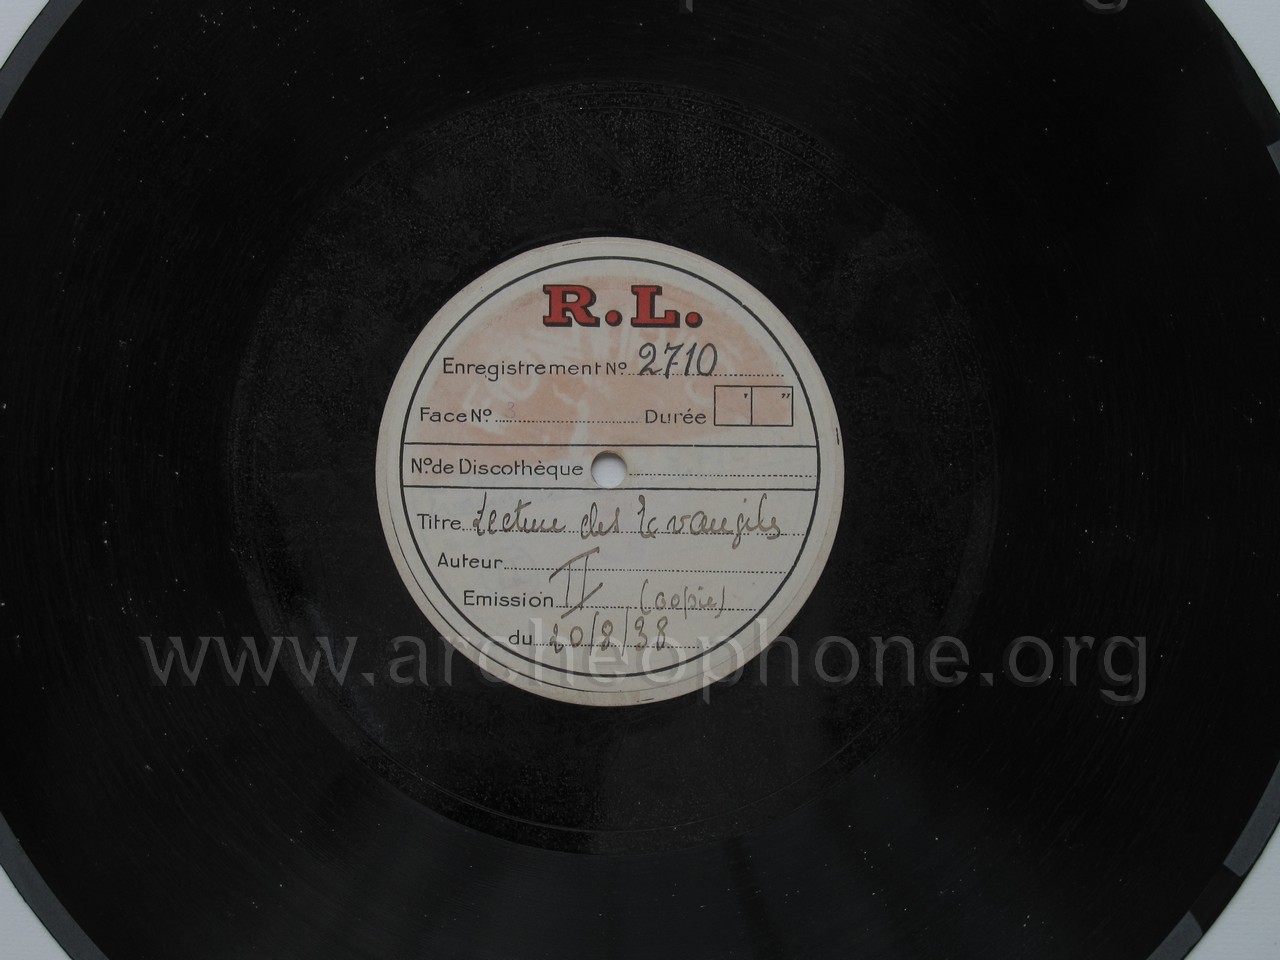 R.L.
Enregistrement Nº 2710
Face Nº 3 Durée ' "
Nº de Discothèque
Titre Lecture des Evangiles
Auteur
Emission II (copie)
du 20/8/38
www.archeophone.org